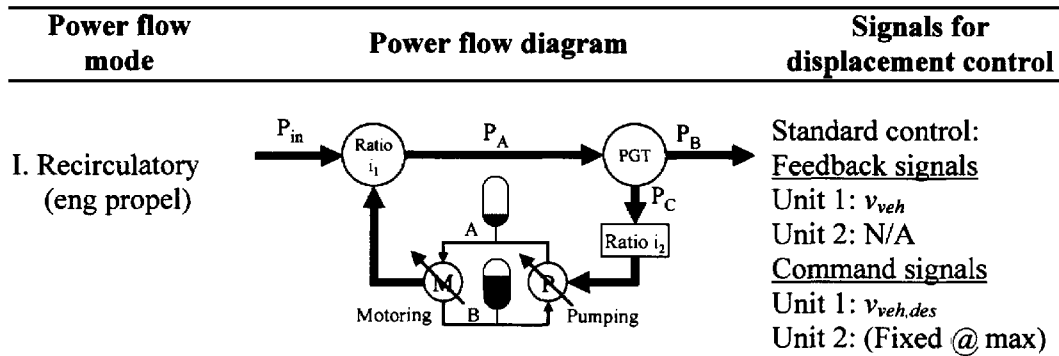 Power flow mode
Power flow diagram
Signals for displacement control
I. Recirculatory
(eng propel)
P_in
Ratio i_1
P_A
PGT
P_B
P_C
Ratio i_2
A
M
B
P
Motoring
Pumping
Standard control:
Feedback signals
Unit 1: v_veh
Unit 2: N/A
Command signals
Unit 1: v_veh,des
Unit 2: (Fixed @ max)